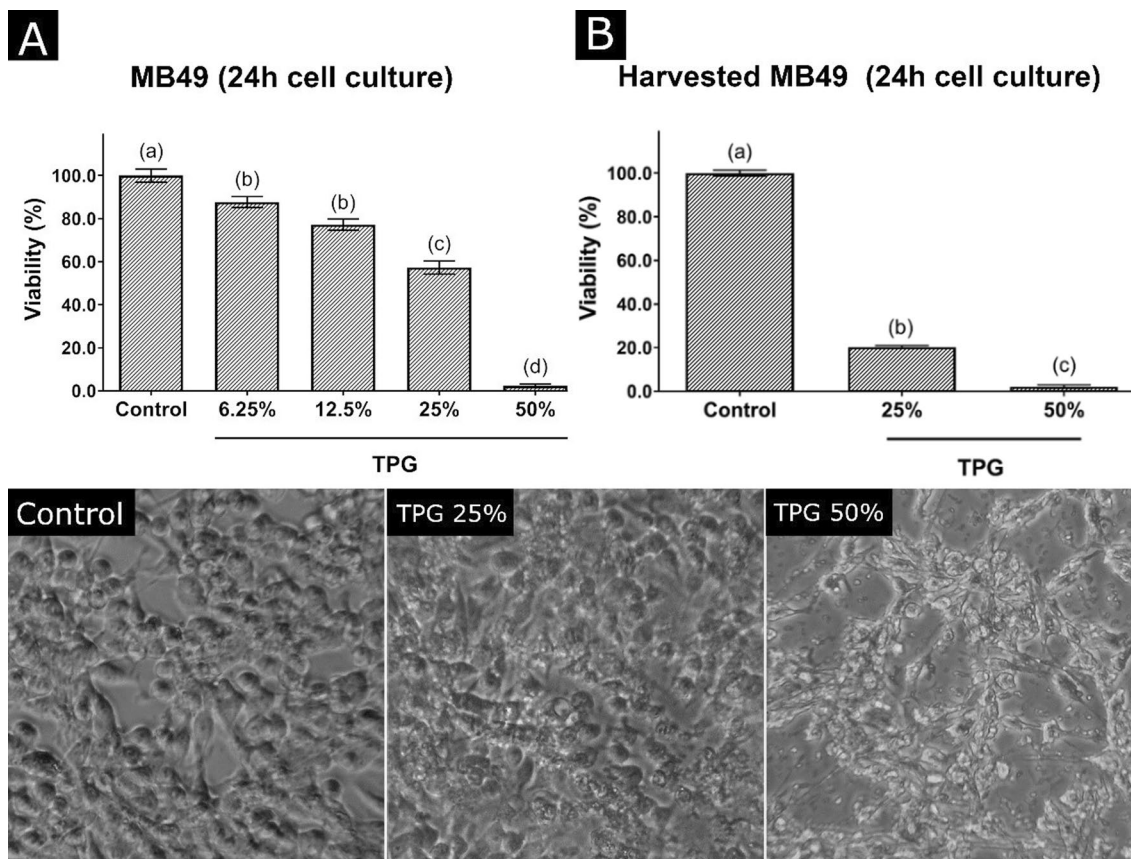 A
MB49 (24h cell culture)
Viability (%)
100.0
80.0
60.0
40.0
20.0
0.0
(a)
(b)
(b)
(c)
(d)
Control 6.25% 12.5% 25% 50%
TPG
B
Harvested MB49 (24h cell culture)
Viability (%)
100.0
80.0
60.0
40.0
20.0
0.0
(a)
(b)
(c)
Control 25% 50%
TPG
Control
TPG 25%
TPG 50%